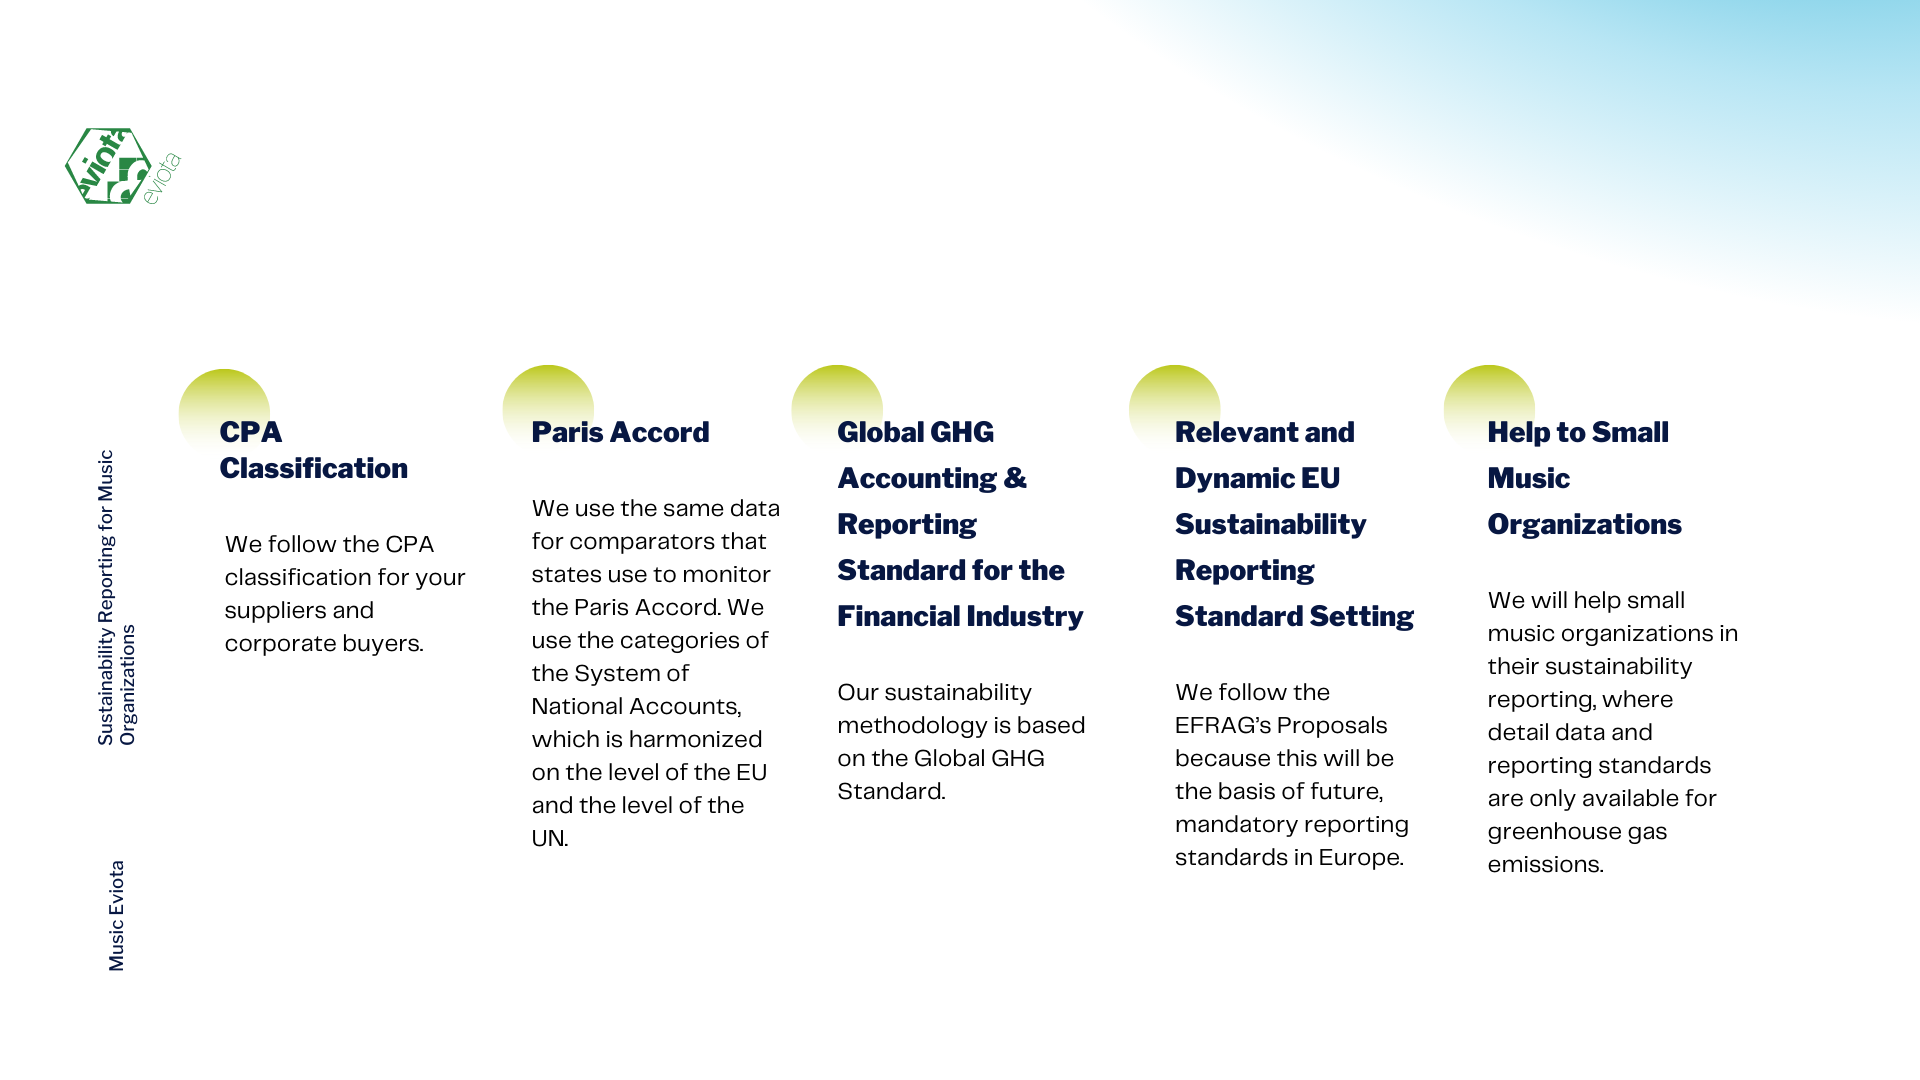 eviota
eviota
Sustainability Reporting for Music
Organizations
Music Eviota
CPA
Classification
We follow the CPA
classification for your
suppliers and
corporate buyers.
Paris Accord
We use the same data
for comparators that
states use to monitor
the Paris Accord. We
use the categories of
the System of
National Accounts,
which is harmonized
on the level of the EU
and the level of the
UN.
Global GHG
Accounting &
Reporting
Standard for the
Financial Industry
Our sustainability
methodology is based
on the Global GHG
Standard.
Relevant and
Dynamic EU
Sustainability
Reporting
Standard Setting
We follow the
EFRAG’s Proposals
because this will be
the basis of future,
mandatory reporting
standards in Europe.
Help to Small
Music
Organizations
We will help small
music organizations in
their sustainability
reporting, where
detail data and
reporting standards
are only available for
greenhouse gas
emissions.